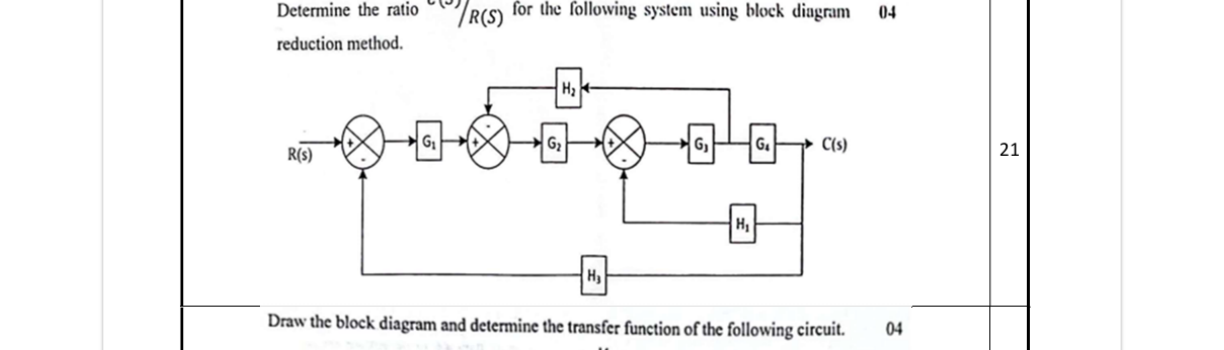 Determine the ratio /R(S) for the following system using block diagram 04
reduction method.
H₂
-
R(s) + - G₁ + - G₂ + - G₃ G₄ C(s)
21
H₁
H₃
Draw the block diagram and determine the transfer function of the following circuit. 04